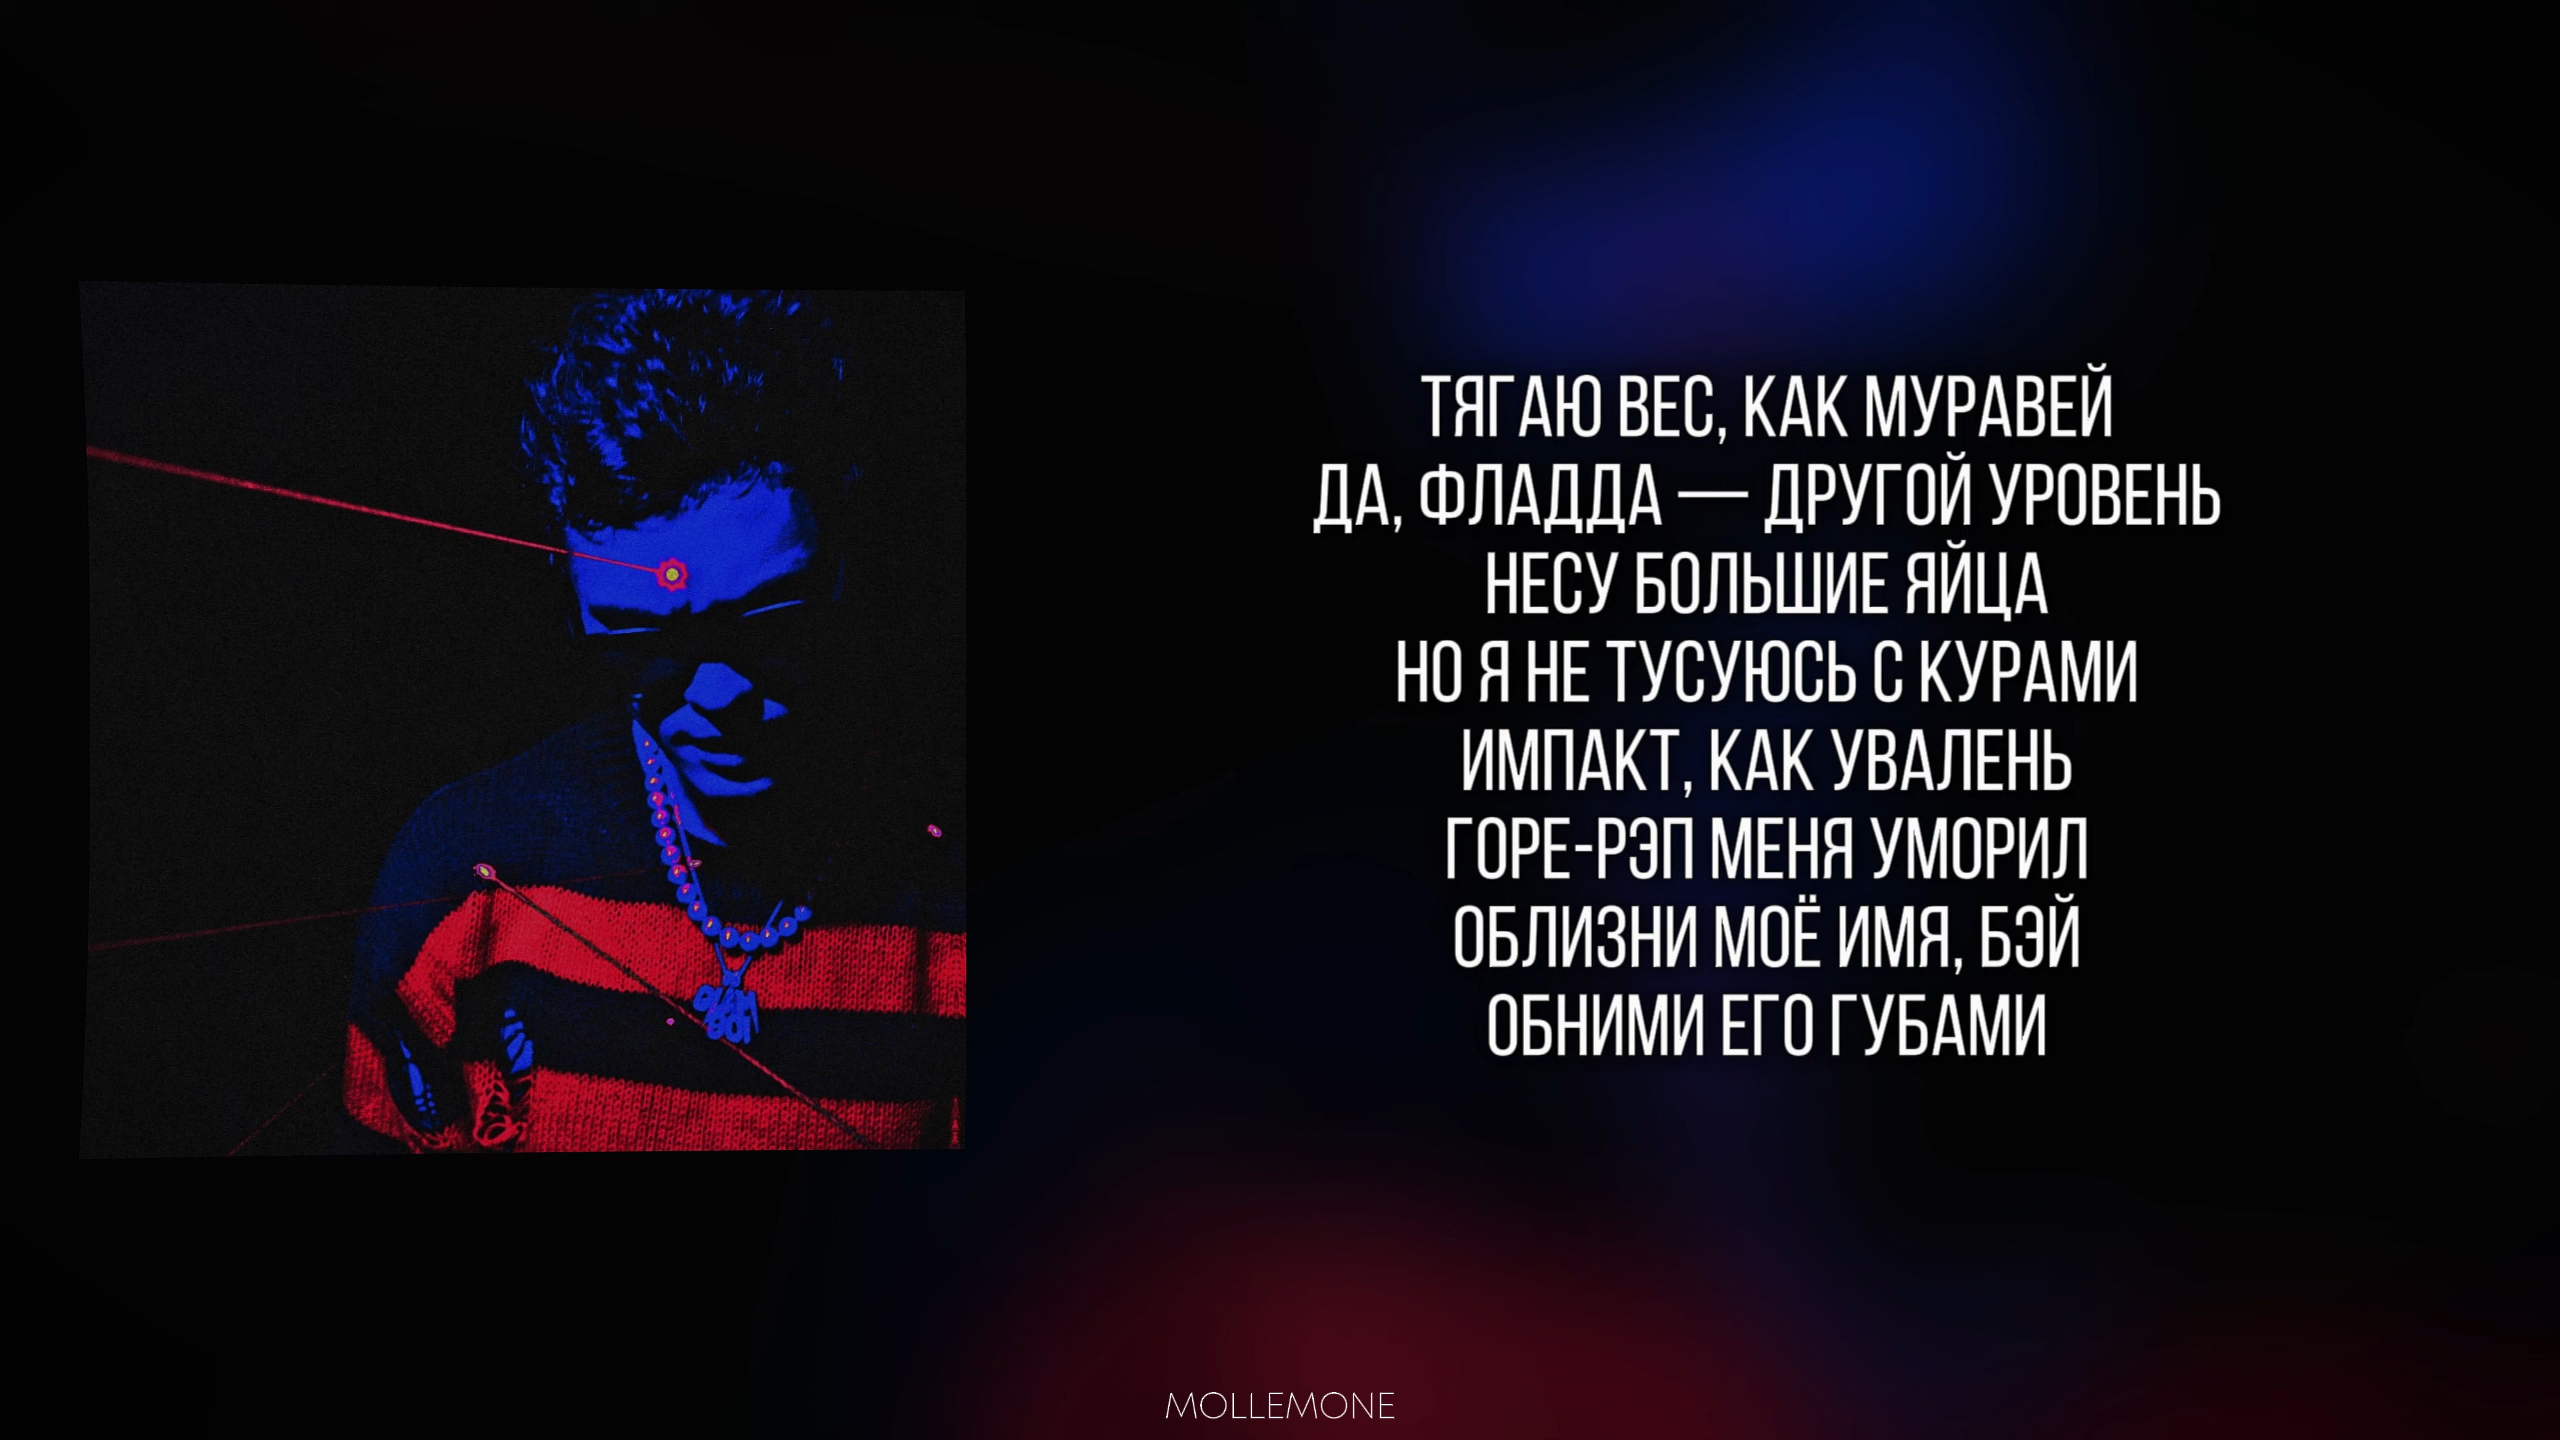 ТЯГАЮ ВЕС, КАК МУРАВЕЙ
ДА, ФЛАДДА — ДРУГОЙ УРОВЕНЬ
НЕСУ БОЛЬШИЕ ЯЙЦА
НО Я НЕ ТУСУЮСЬ С КУРАМИ
ИМПАКТ, КАК УВАЛЕНЬ
ГОРЕ-РЭП МЕНЯ УМОРИЛ
ОБЛИЗНИ МОЁ ИМЯ, БЭЙ
ОБНИМИ ЕГО ГУБАМИ
MOLLEMONE